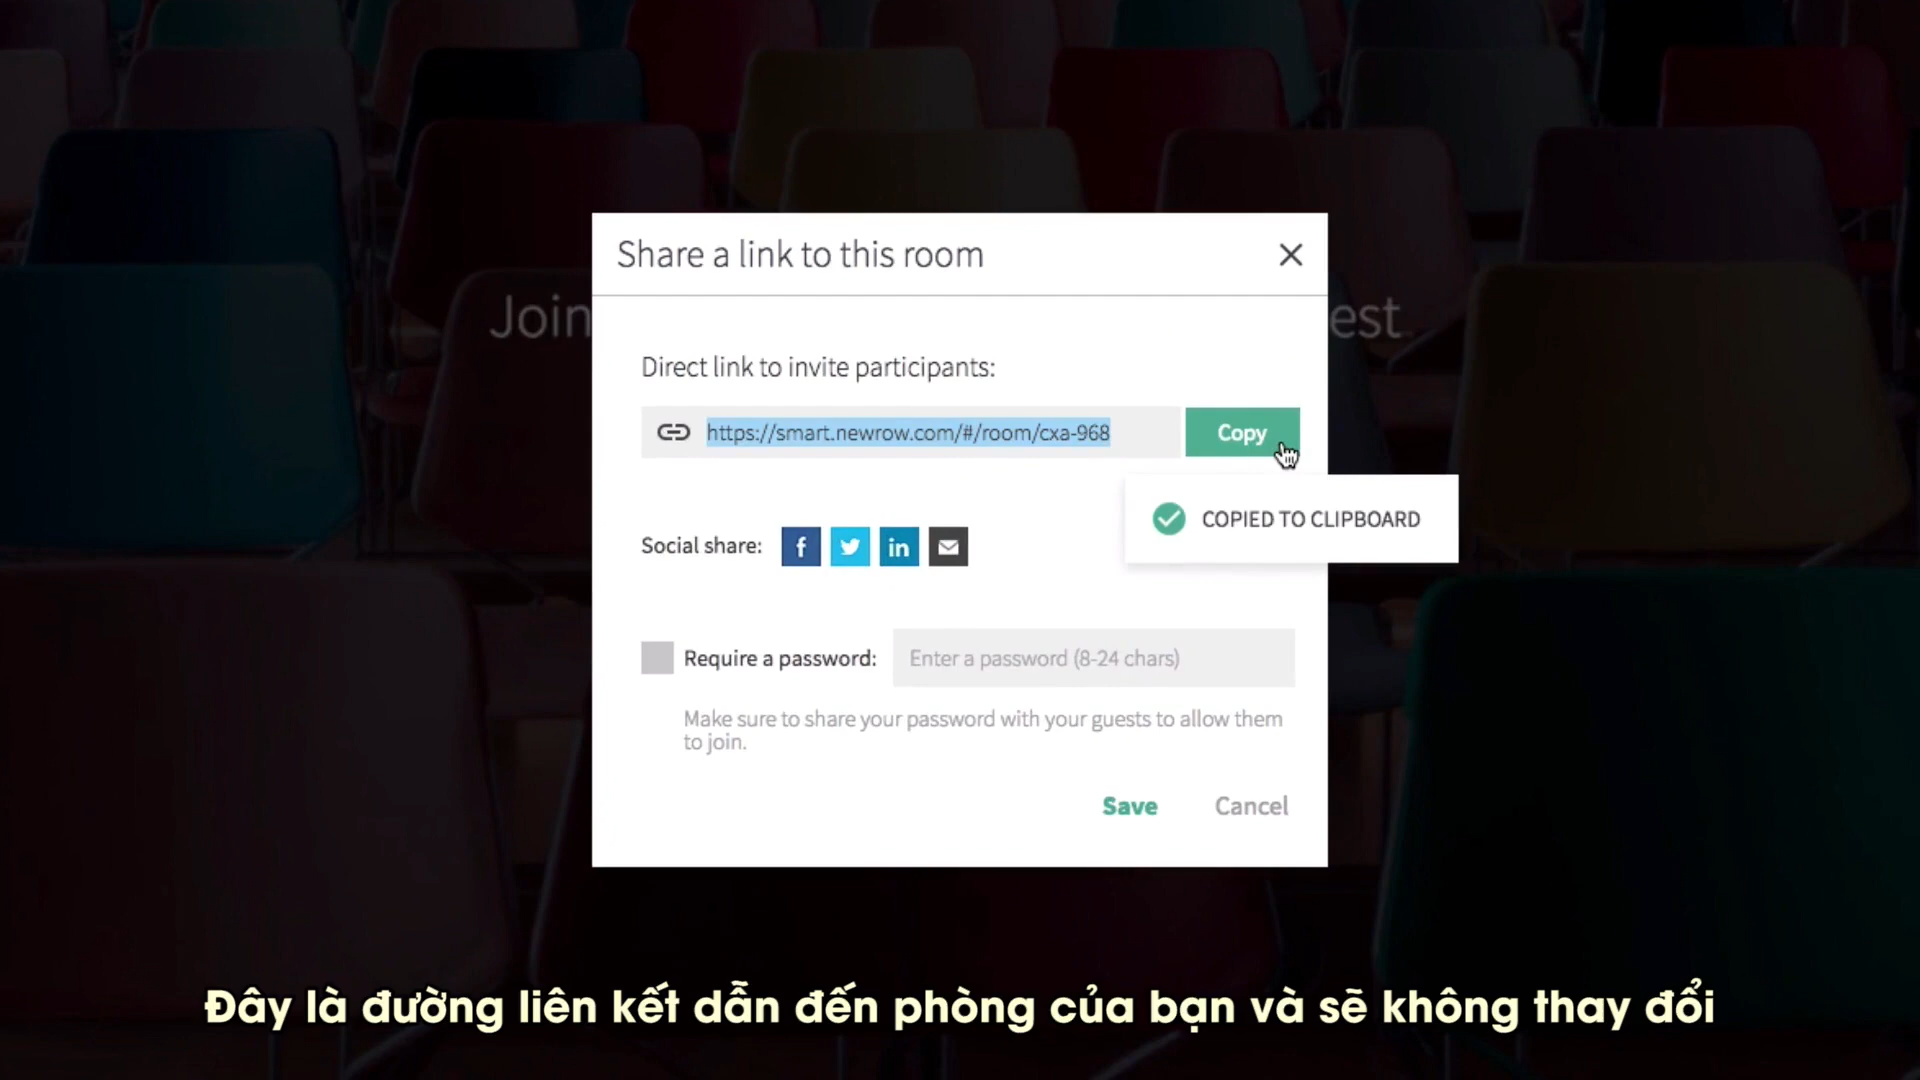 Share a link to this room
Join
est
Direct link to invite participants:
https://smart.newrow.com/#/room/cxa-968
Copy
COPIED TO CLIPBOARD
Social share:
f
in
Require a password:
Enter a password (8-24 chars)
Make sure to share your password with your guests to allow them
to join.
Save
Cancel
Đây là đường liên kết dẫn đến phòng của bạn và sẽ không thay đổi